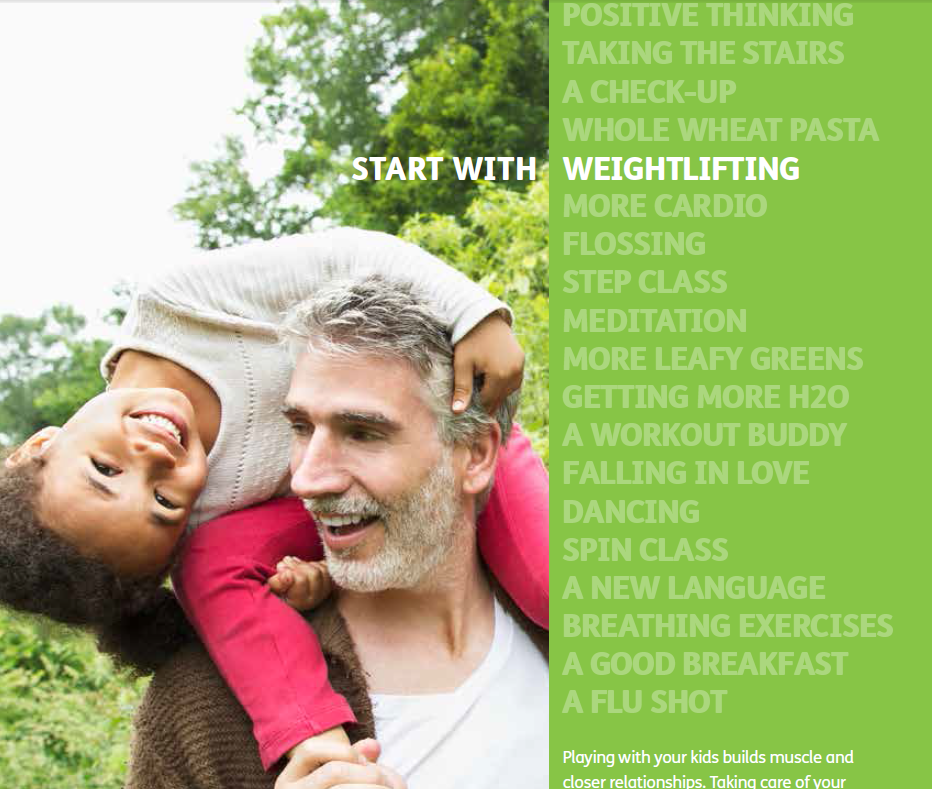 POSITIVE THINKING
TAKING THE STAIRS
A CHECK-UP
WHOLE WHEAT PASTA
START WITH WEIGHTLIFTING
MORE CARDIO
FLOSSING
STEP CLASS
MEDITATION
MORE LEAFY GREENS
GETTING MORE H2O
A WORKOUT BUDDY
FALLING IN LOVE
DANCING
SPIN CLASS
A NEW LANGUAGE
BREATHING EXERCISES
A GOOD BREAKFAST
A FLU SHOT
Playing with your kids builds muscle and
closer relationships. Taking care of your